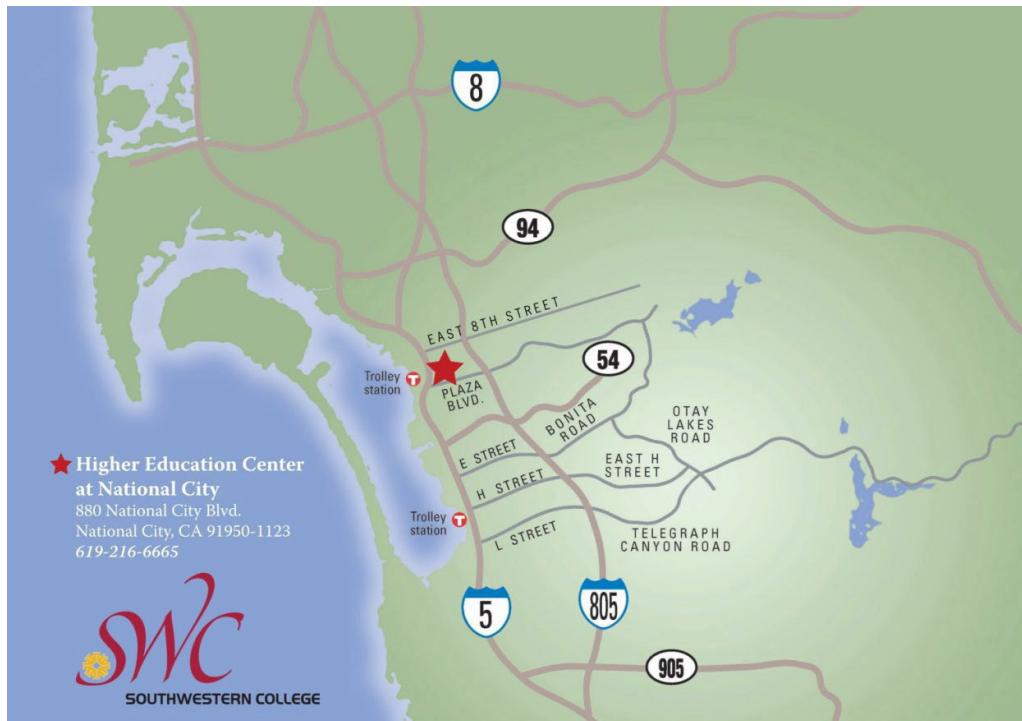 8
94
EAST 8TH STREET
54
Trolley
station
T
PLAZA
BLVD.
BONITA
ROAD
OTAY
LAKES
ROAD
E STREET
EAST H
STREET
H STREET
Higher Education Center
at National City
880 National City Blvd.
National City, CA 91950-1123
619-216-6665
Trolley
station
T
L STREET
TELEGRAPH
CANYON ROAD
5
805
905
SWC
SOUTHWESTERN COLLEGE